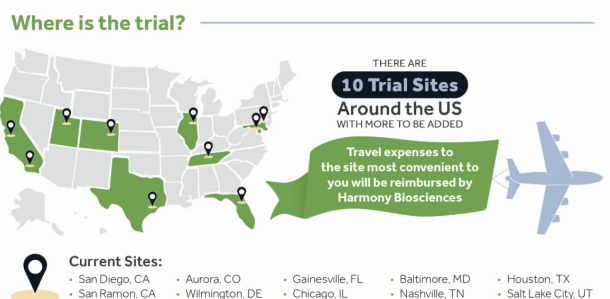 Where is the trial?
THERE ARE
10 Trial Sites
Around the US
WITH MORE TO BE ADDED
Travel expenses to
the site most convenient to
you will be reimbursed by
Harmony Biosciences
Current Sites:
• San Diego, CA
• San Ramon, CA
• Aurora, CO
• Wilmington, DE
• Gainesville, FL
• Chicago, IL
• Baltimore, MD
• Nashville, TN
• Houston, TX
• Salt Lake City, UT